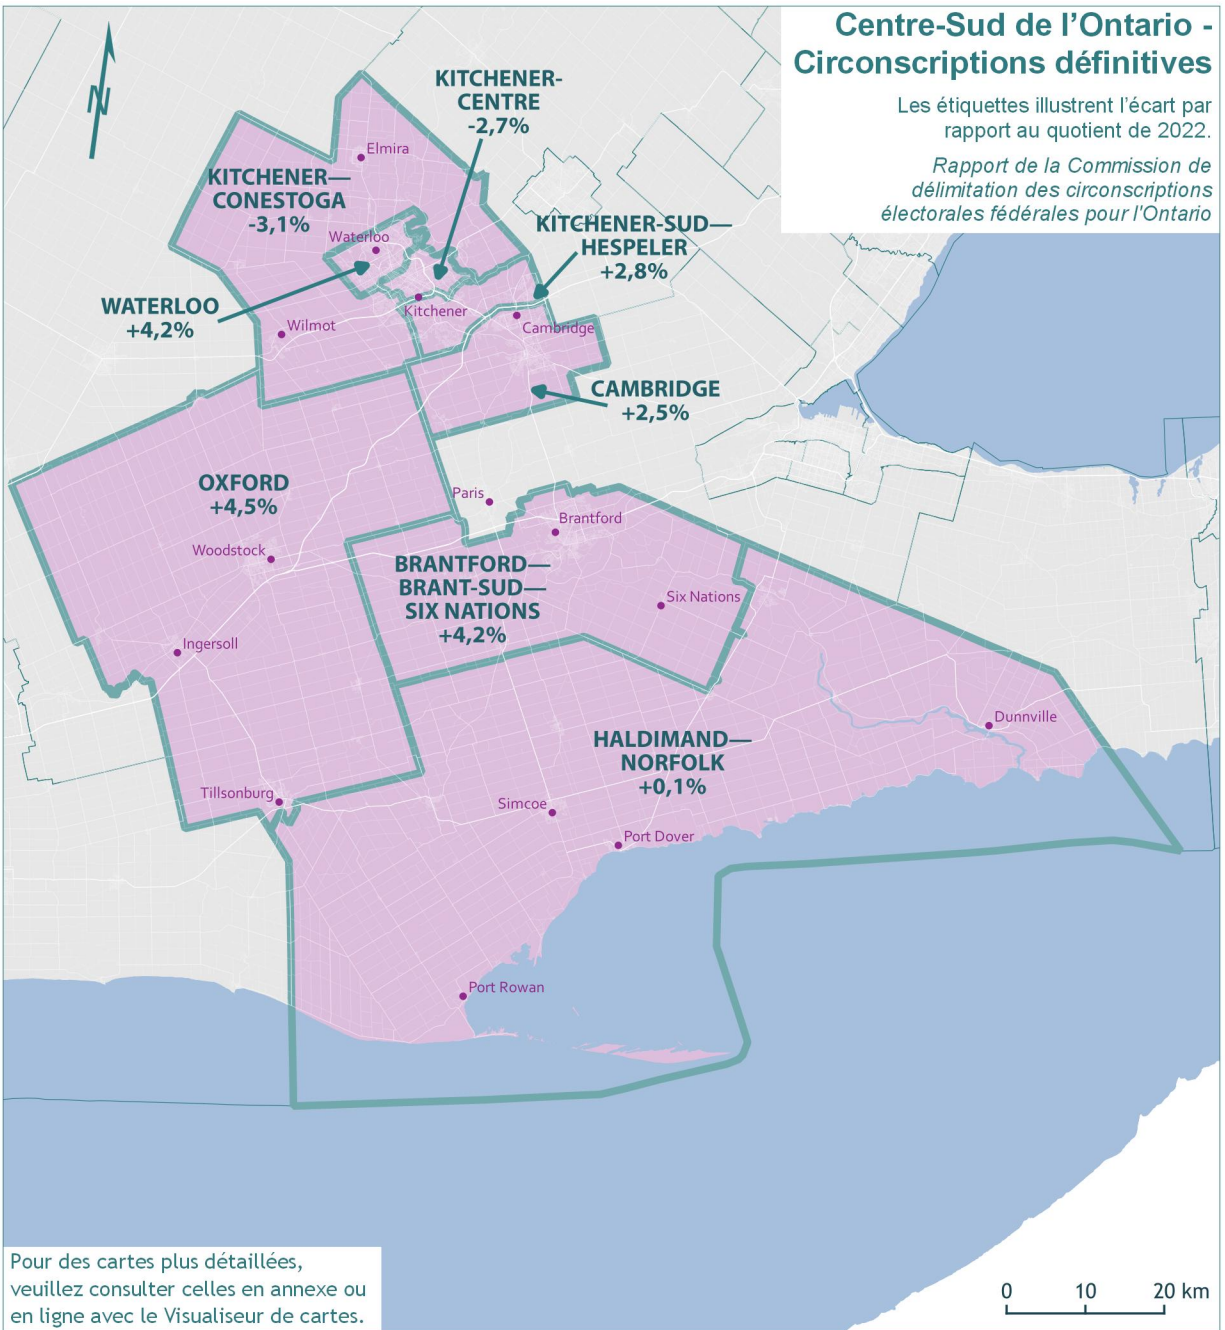 Centre-Sud de l'Ontario -
Circonscriptions définitives
Les étiquettes illustrent l'écart par
rapport au quotient de 2022.
Rapport de la Commission de
délimitation des circonscriptions
électorales fédérales pour l'Ontario
N
KITCHENER-
CENTRE
-2,7%
Elmira
KITCHENER—
CONESTOGA
-3,1%
Waterloo
KITCHENER-SUD—
HESPELER
+2,8%
WATERLOO
+4,2%
Wilmot
Kitchener
Cambridge
CAMBRIDGE
+2,5%
OXFORD
+4,5%
Paris
Brantford
Woodstock
BRANTFORD—
BRANT-SUD—
SIX NATIONS
+4,2%
Six Nations
Ingersoll
Dunnville
HALDIMAND—
NORFOLK
+0,1%
Tillsonburg
Simcoe
Port Dover
Port Rowan
Pour des cartes plus détaillées,
veuillez consulter celles en annexe ou
en ligne avec le Visualiseur de cartes.
0 10 20 km